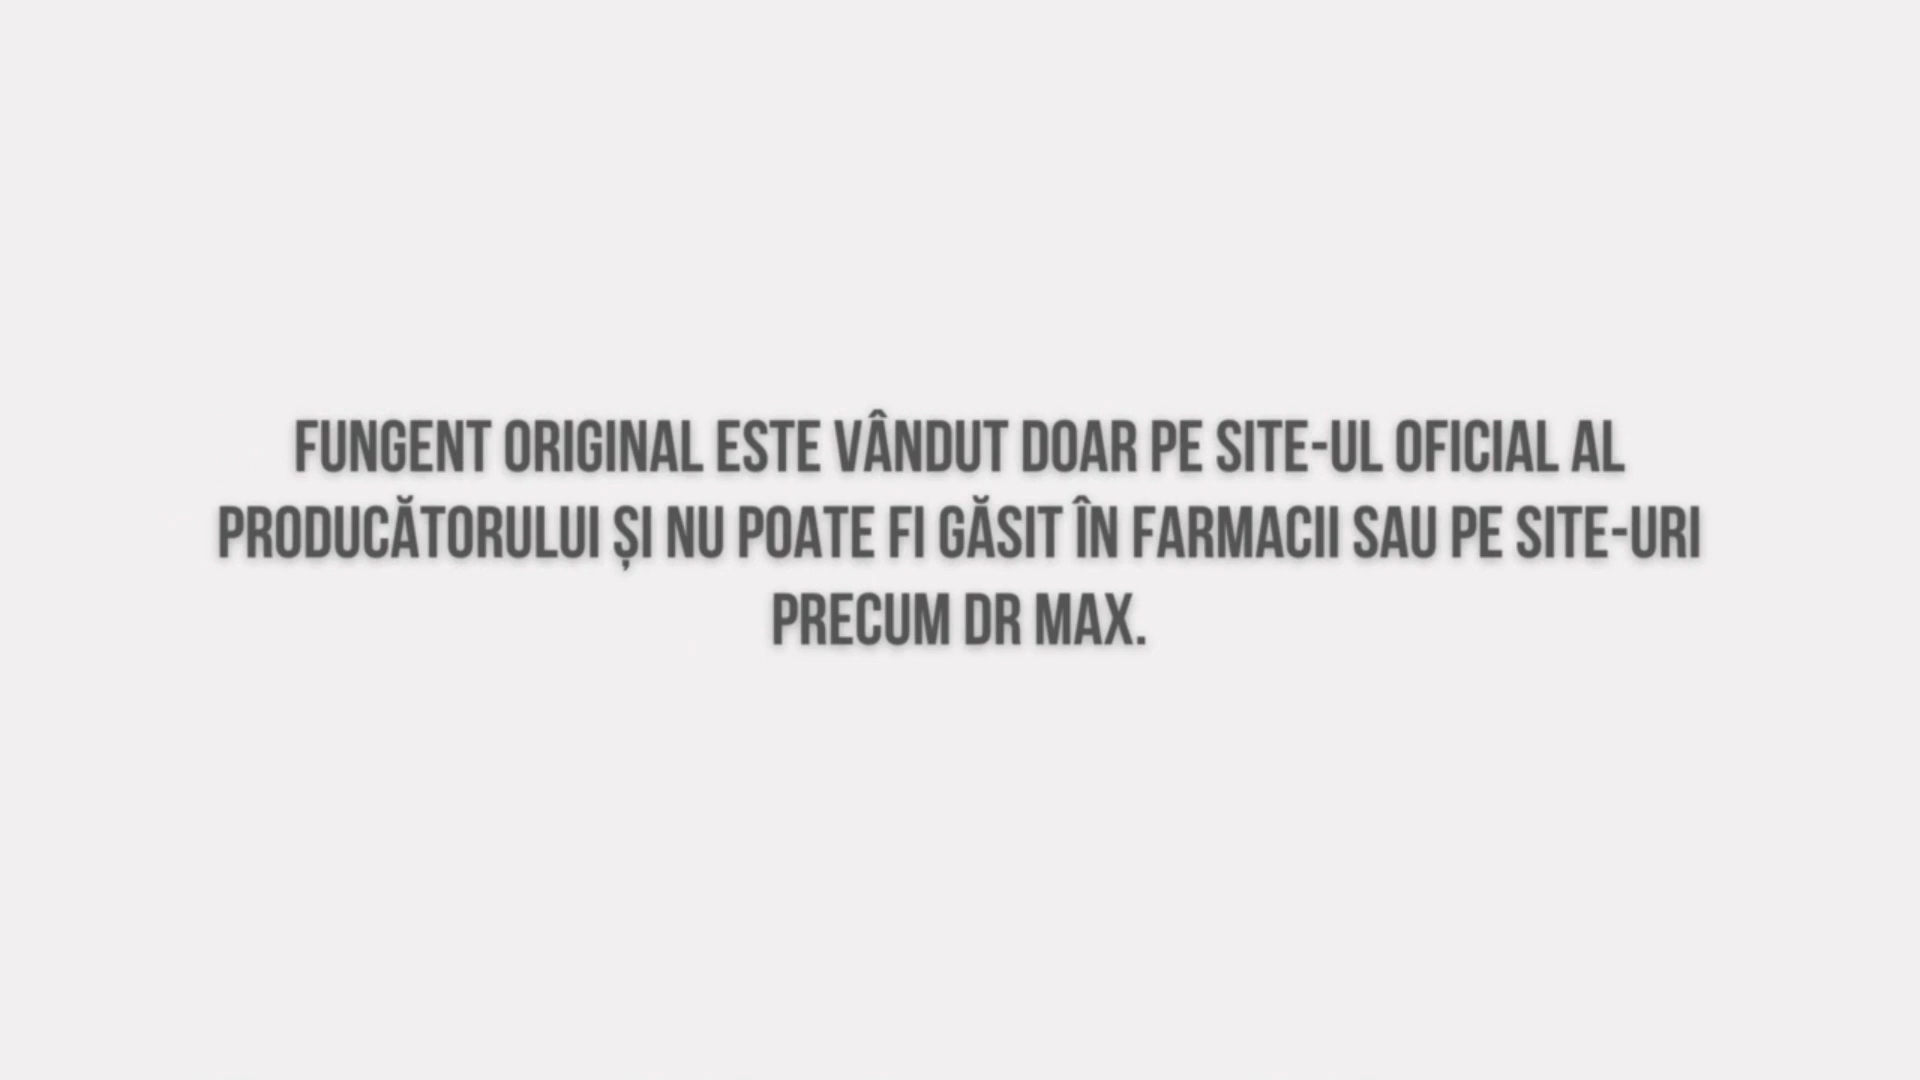 FUNGENT ORIGINAL ESTE VÂNDUT DOAR PE SITE-UL OFICIAL AL
PRODUCĂTORULUI ȘI NU POATE FI GĂSIT ÎN FARMACII SAU PE SITE-URI
PRECUM DR MAX.